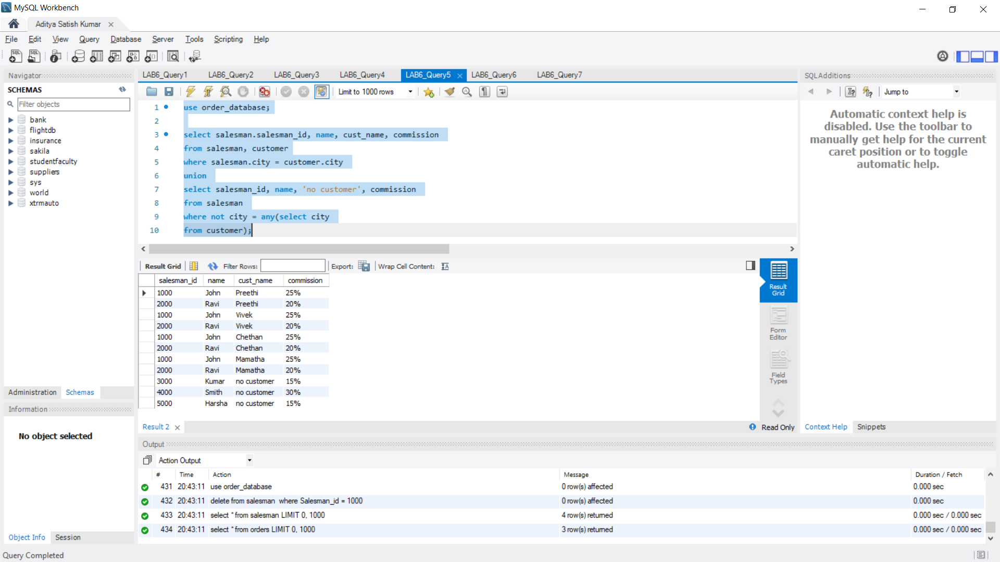 MySQL Workbench
Aditya Satish Kumar
File Edit View Query Database Server Tools Scripting Help
Navigator
SCHEMAS
Filter objects
bank
flightdb
insurance
sakila
studentfaculty
suppliers
sys
world
xtrmauto
Administration Schemas
Information
No object selected
Object Info Session
LAB6_Query1 LAB6_Query2 LAB6_Query3 LAB6_Query4 LAB6_Query5 LAB6_Query6 LAB6_Query7
Limit to 1000 rows
1 use order_database;
2
3 select salesman.salesman_id, name, cust_name, commission
4 from salesman, customer
5 where salesman.city = customer.city
6 union
7 select salesman_id, name, 'no customer', commission
8 from salesman
9 where not city = any(select city
10 from customer);
Result Grid Filter Rows: Export: Wrap Cell Content:
salesman_id name cust_name commission
1000 John Preethi 25%
2000 Ravi Preethi 20%
1000 John Vivek 25%
2000 Ravi Vivek 20%
1000 John Chethan 25%
2000 Ravi Chethan 20%
1000 John Mamatha 25%
2000 Ravi Mamatha 20%
3000 Kumar no customer 15%
4000 Smith no customer 30%
5000 Harsha no customer 15%
Result
Grid
Form
Editor
Field
Types
Result 2
Read Only
SQLAdditions
Jump to
Automatic context help is
disabled. Use the toolbar to
manually get help for the current
caret position or to toggle
automatic help.
Context Help Snippets
Output
Action Output
# Time Action Message Duration / Fetch
431 20:43:11 use order_database 0 row(s) affected 0.000 sec
432 20:43:11 delete from salesman where Salesman_id = 1000 0 row(s) affected 0.000 sec
433 20:43:11 select * from salesman LIMIT 0, 1000 4 row(s) returned 0.000 sec / 0.000 sec
434 20:43:11 select * from orders LIMIT 0, 1000 3 row(s) returned 0.000 sec / 0.000 sec
Query Completed